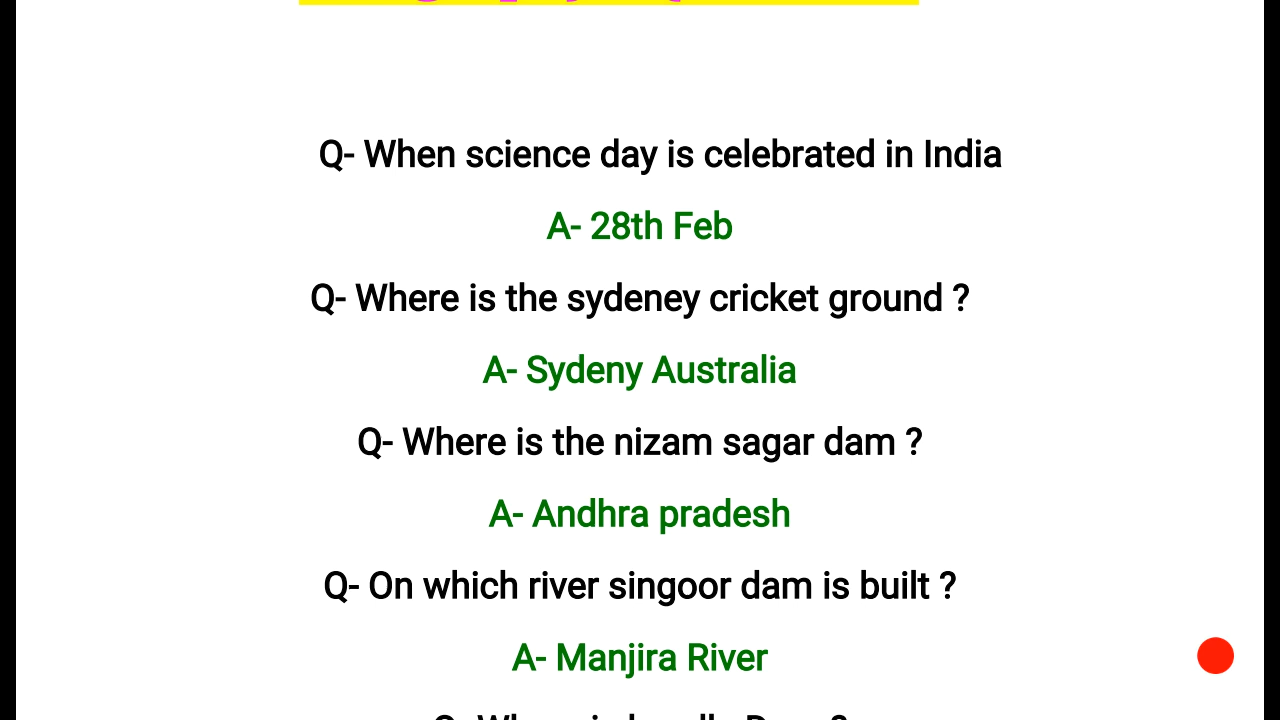 Q- When science day is celebrated in India
A- 28th Feb
Q- Where is the sydeney cricket ground ?
A- Sydeny Australia
Q- Where is the nizam sagar dam ?
A- Andhra pradesh
Q- On which river singoor dam is built ?
A- Manjira River